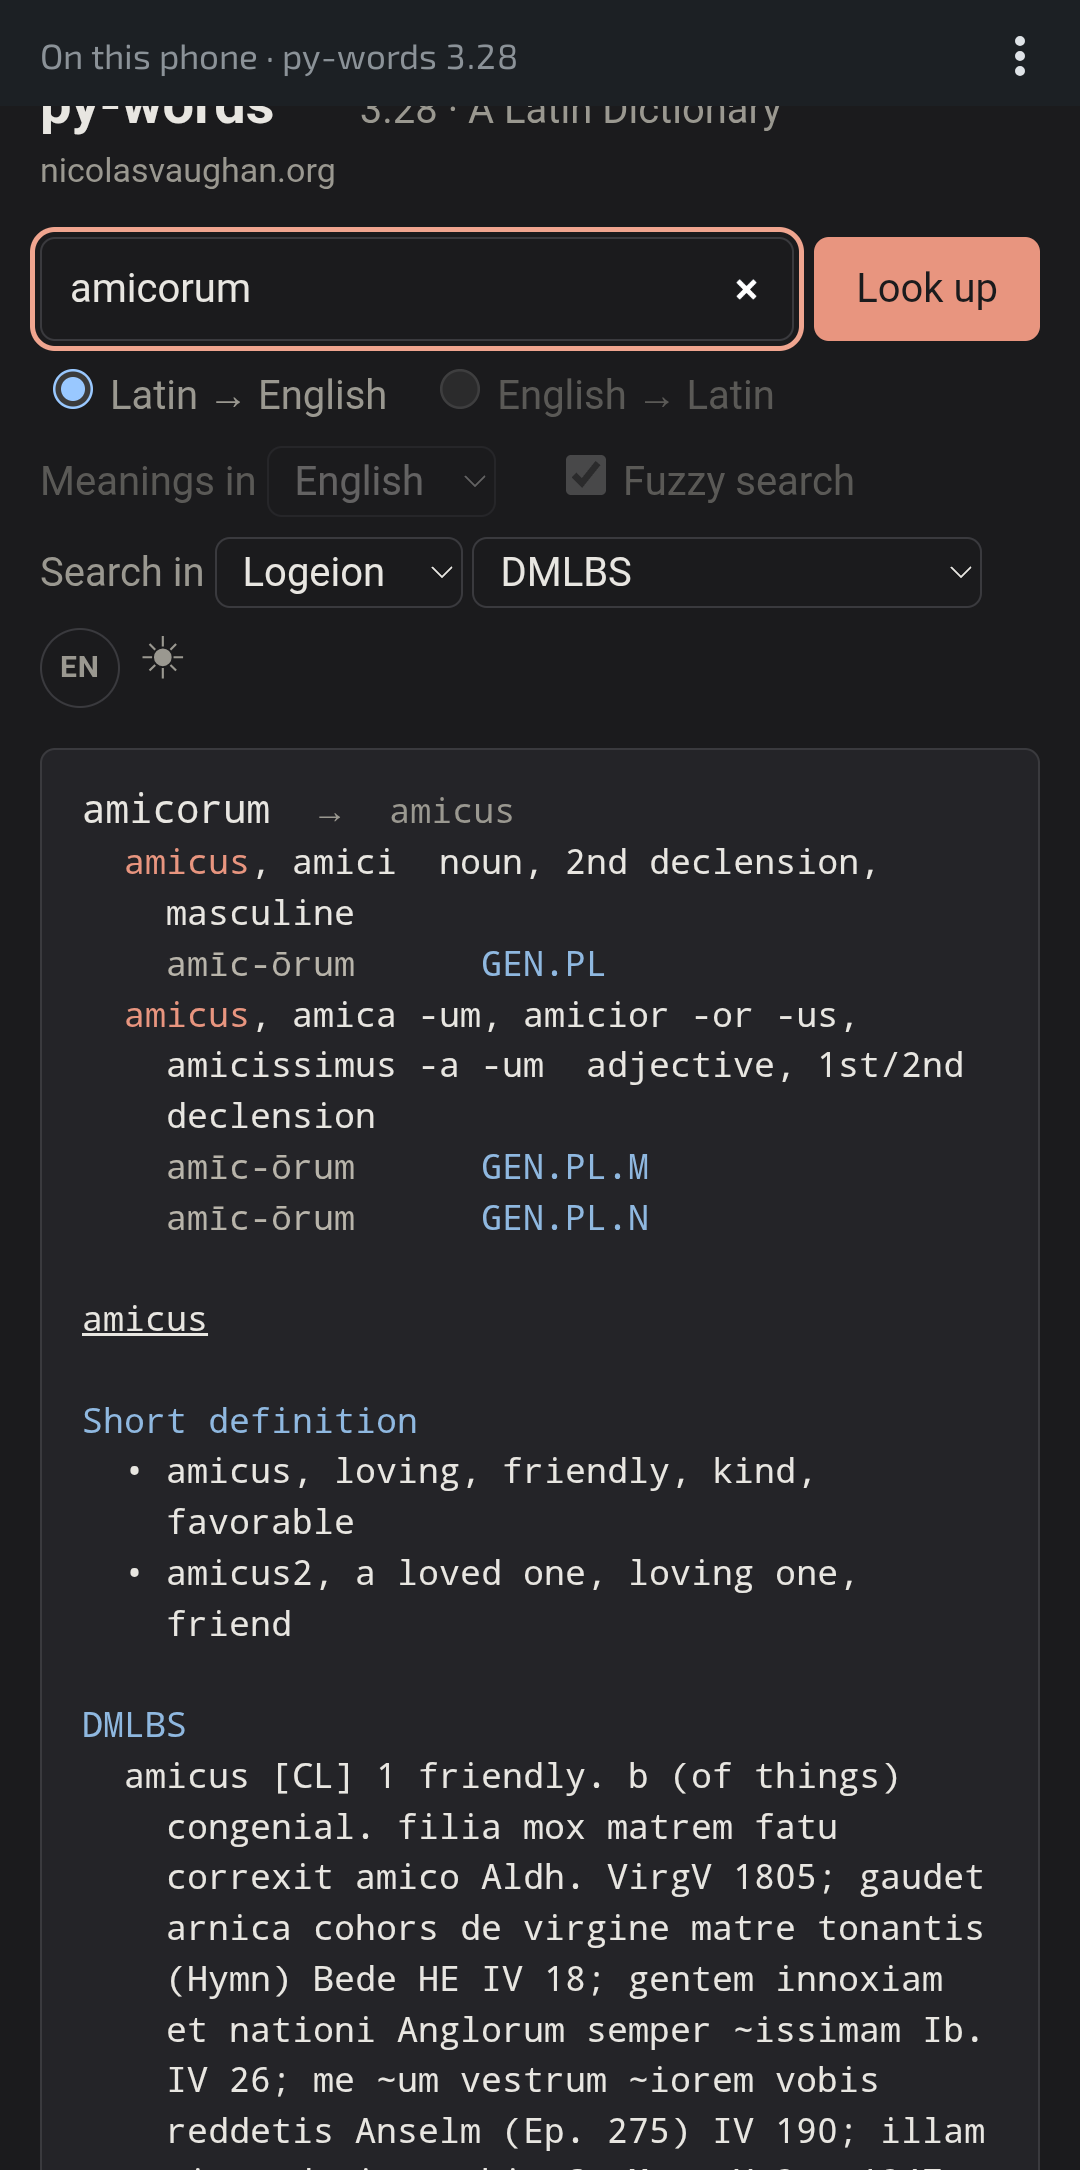 On this phone · py-words 3.28
py-words 3.28 · A Latin Dictionary
nicolasvaughan.org
amicorum × Look up
Latin → English English → Latin
Meanings in English Fuzzy search
Search in Logeion DMLBS
EN
amicorum → amicus
amicus, amici noun, 2nd declension,
masculine
amīc-ōrum GEN.PL
amicus, amica -um, amicior -or -us,
amicissimus -a -um adjective, 1st/2nd
declension
amīc-ōrum GEN.PL.M
amīc-ōrum GEN.PL.N
amicus
Short definition
• amicus, loving, friendly, kind,
favorable
• amicus2, a loved one, loving one,
friend
DMLBS
amicus [CL] 1 friendly. b (of things)
congenial. filia mox matrem fatu
correxit amico Aldh. VirgV 1805; gaudet
arnica cohors de virgine matre tonantis
(Hymn) Bede HE IV 18; gentem innoxiam
et nationi Anglorum semper ~issimam Ib.
IV 26; me ~um vestrum ~iorem vobis
reddetis Anselm (Ep. 275) IV 190; illam